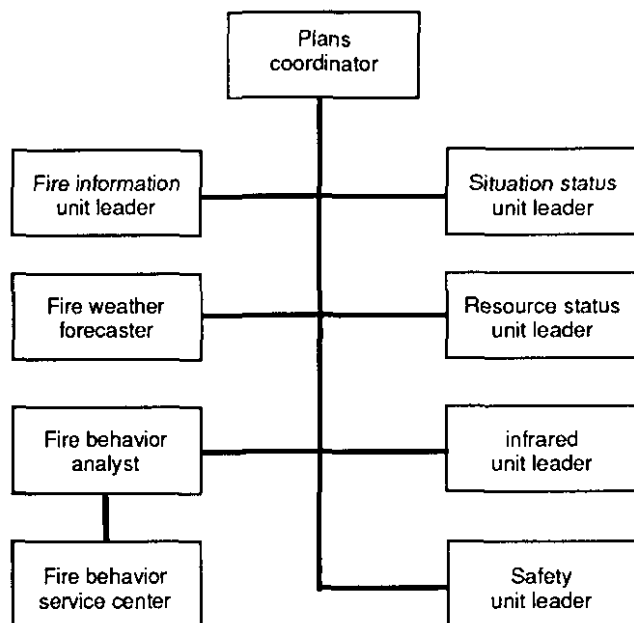 Plans
coordinator
Fire information
unit leader
Situation status
unit leader
Fire weather
forecaster
Resource status
unit leader
Fire behavior
analyst
infrared
unit leader
Fire behavior
service center
Safety
unit leader